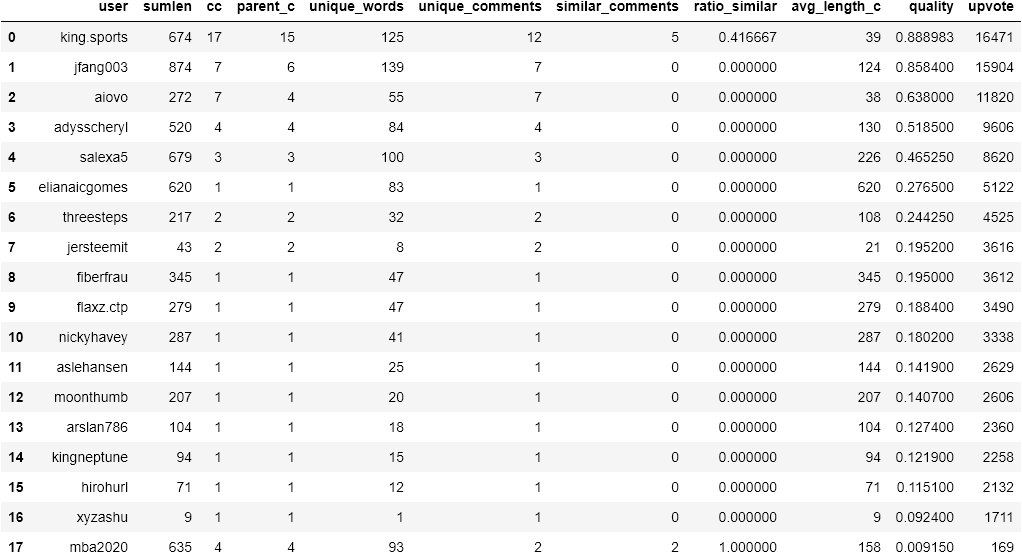 user sumlen cc parent_c unique_words unique_comments similar_comments ratio_similar avg_length_c quality upvote
0 king.sports 674 17 15 125 12 5 0.416667 39 0.888983 16471
1 jfang003 874 7 6 139 7 0 0.000000 124 0.858400 15904
2 aiovo 272 7 4 55 7 0 0.000000 38 0.638000 11820
3 adysscheryl 520 4 4 84 4 0 0.000000 130 0.518500 9606
4 salexa5 679 3 3 100 3 0 0.000000 226 0.465250 8620
5 elianaicgomes 620 1 1 83 1 0 0.000000 620 0.276500 5122
6 threesteps 217 2 2 32 2 0 0.000000 108 0.244250 4525
7 jersteemit 43 2 2 8 2 0 0.000000 21 0.195200 3616
8 fiberfrau 345 1 1 47 1 0 0.000000 345 0.195000 3612
9 flaxz.ctp 279 1 1 47 1 0 0.000000 279 0.188400 3490
10 nickyhavey 287 1 1 41 1 0 0.000000 287 0.180200 3338
11 aslehansen 144 1 1 25 1 0 0.000000 144 0.141900 2629
12 moonthumb 207 1 1 20 1 0 0.000000 207 0.140700 2606
13 arslan786 104 1 1 18 1 0 0.000000 104 0.127400 2360
14 kingneptune 94 1 1 15 1 0 0.000000 94 0.121900 2258
15 hirohurl 71 1 1 12 1 0 0.000000 71 0.115100 2132
16 xyzashu 9 1 1 1 1 0 0.000000 9 0.092400 1711
17 mba2020 635 4 4 93 2 2 1.000000 158 0.009150 169